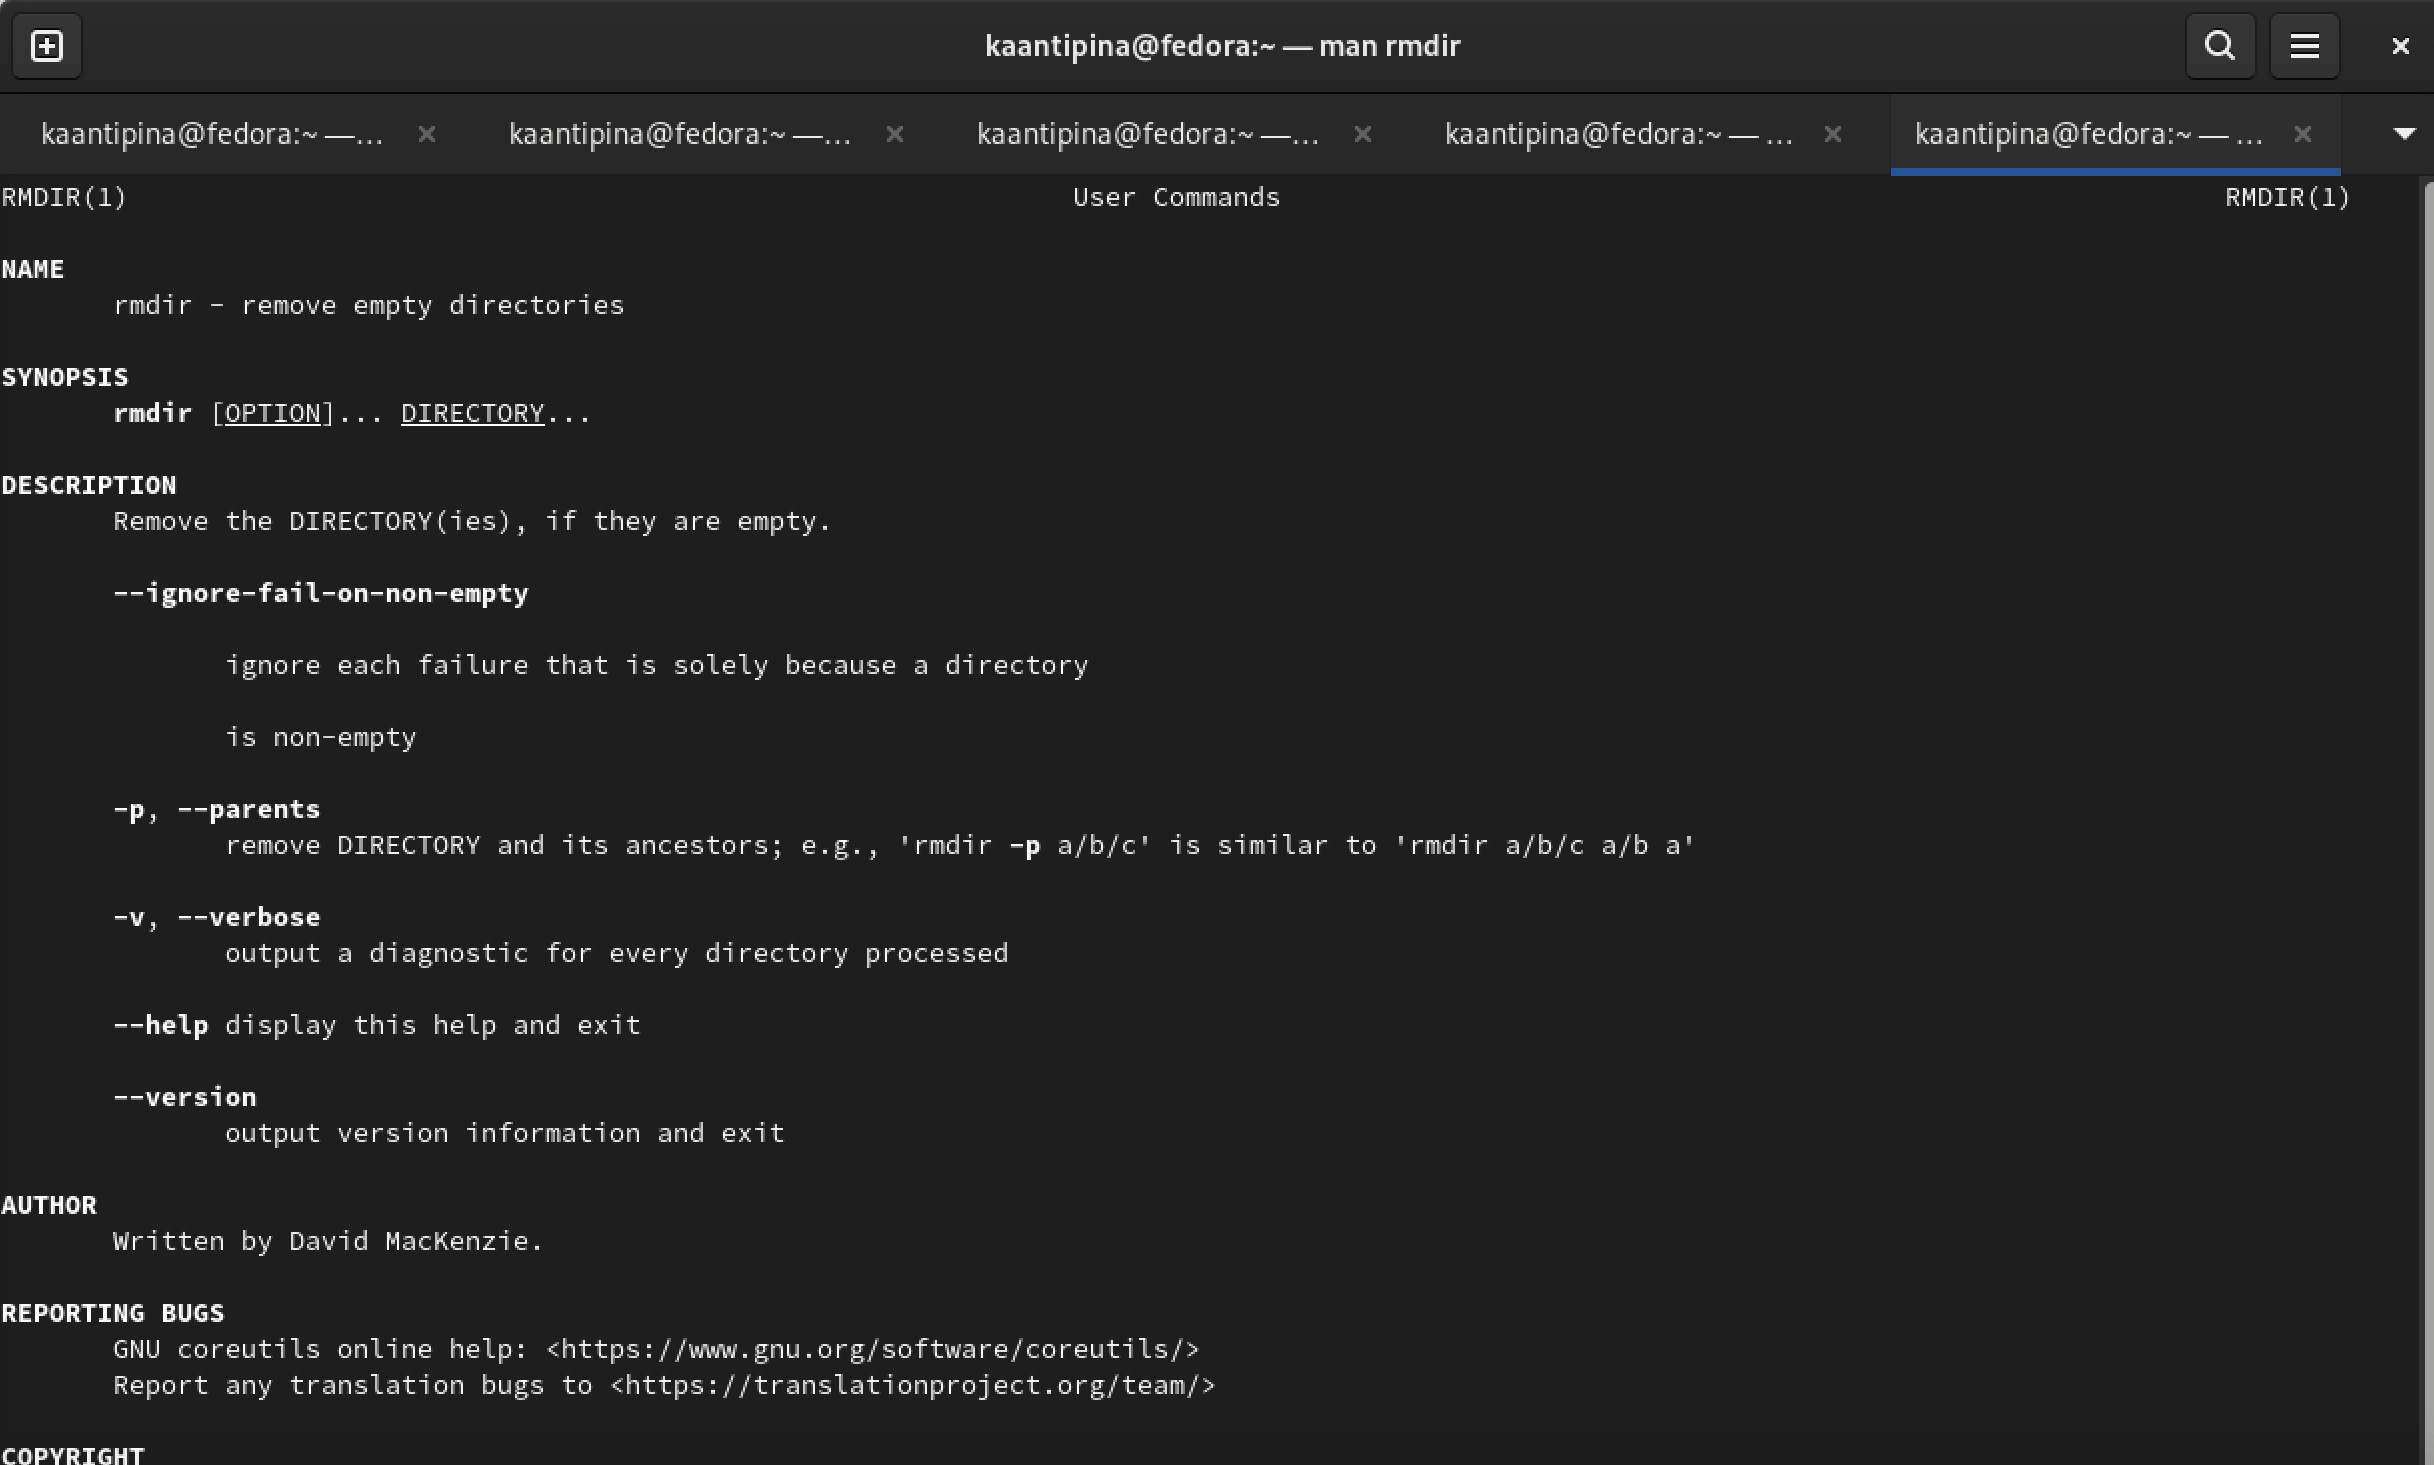 kaantipina@fedora:~ — man rmdir
kaantipina@fedora:~ —... kaantipina@fedora:~ —... kaantipina@fedora:~ —... kaantipina@fedora:~ — ... kaantipina@fedora:~ — ...
RMDIR(1) User Commands RMDIR(1)
NAME
rmdir - remove empty directories
SYNOPSIS
rmdir [OPTION]... DIRECTORY...
DESCRIPTION
Remove the DIRECTORY(ies), if they are empty.
--ignore-fail-on-non-empty
ignore each failure that is solely because a directory
is non-empty
-p, --parents
remove DIRECTORY and its ancestors; e.g., 'rmdir -p a/b/c' is similar to 'rmdir a/b/c a/b a'
-v, --verbose
output a diagnostic for every directory processed
--help display this help and exit
--version
output version information and exit
AUTHOR
Written by David MacKenzie.
REPORTING BUGS
GNU coreutils online help: <https://www.gnu.org/software/coreutils/>
Report any translation bugs to <https://translationproject.org/team/>
COPYRIGHT